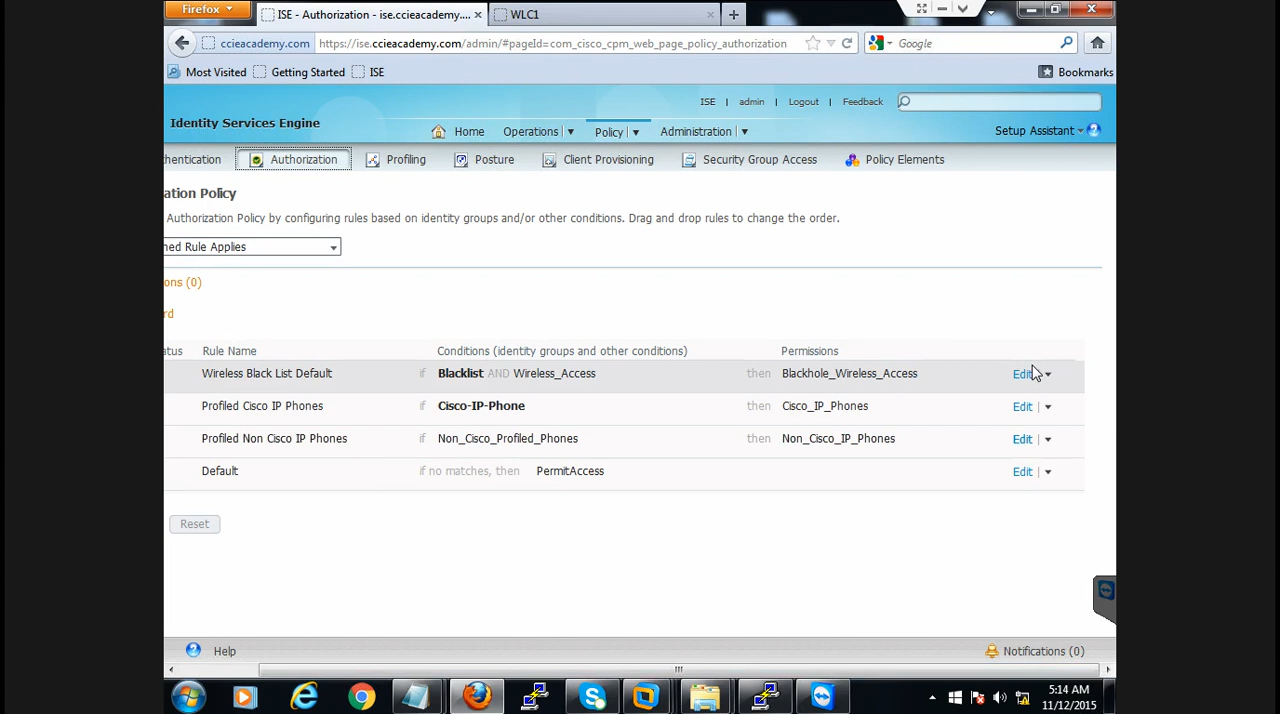 Firefox
ISE - Authorization - ise.ccieacademy....
WLC1
ccieacademy.com
https://ise.ccieacademy.com/admin/#pageId=com_cisco_cpm_web_page_policy_authorization
Google
Most Visited
Getting Started
ISE
Bookmarks
ISE | admin | Logout | Feedback
Identity Services Engine
Home
Operations
Policy
Administration
Setup Assistant
thentication
Authorization
Profiling
Posture
Client Provisioning
Security Group Access
Policy Elements
ation Policy
Authorization Policy by configuring rules based on identity groups and/or other conditions. Drag and drop rules to change the order.
hed Rule Applies
ons (0)
rd
atus Rule Name Conditions (identity groups and other conditions) Permissions
Wireless Black List Default if Blacklist AND Wireless_Access then Blackhole_Wireless_Access Edit |
Profiled Cisco IP Phones if Cisco-IP-Phone then Cisco_IP_Phones Edit |
Profiled Non Cisco IP Phones if Non_Cisco_Profiled_Phones then Non_Cisco_IP_Phones Edit |
Default if no matches, then PermitAccess Edit |
Reset
Help
Notifications (0)
5:14 AM
11/12/2015